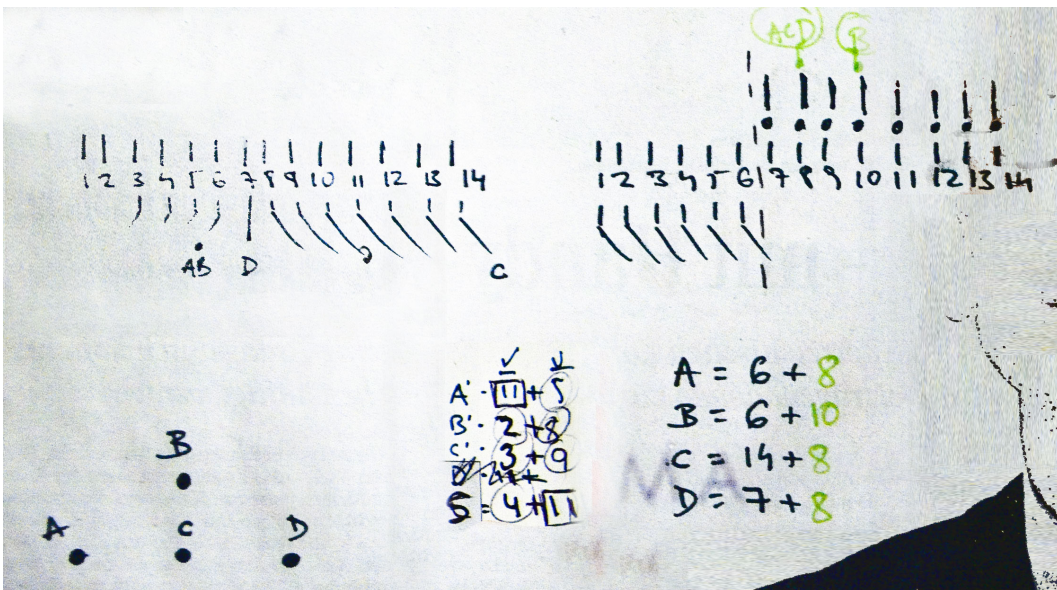 ACD B
1 2 3 4 5 6 7 8 9 10 11 12 13 14
1 2 3 4 5 6 7 8 9 10 11 12 13 14
AB D C
A' - 11 + 5
B' - 2 + 8
C' - 3 + 9
5 = 4 + 11
A = 6 + 8
B = 6 + 10
C = 14 + 8
D = 7 + 8
B
A C D